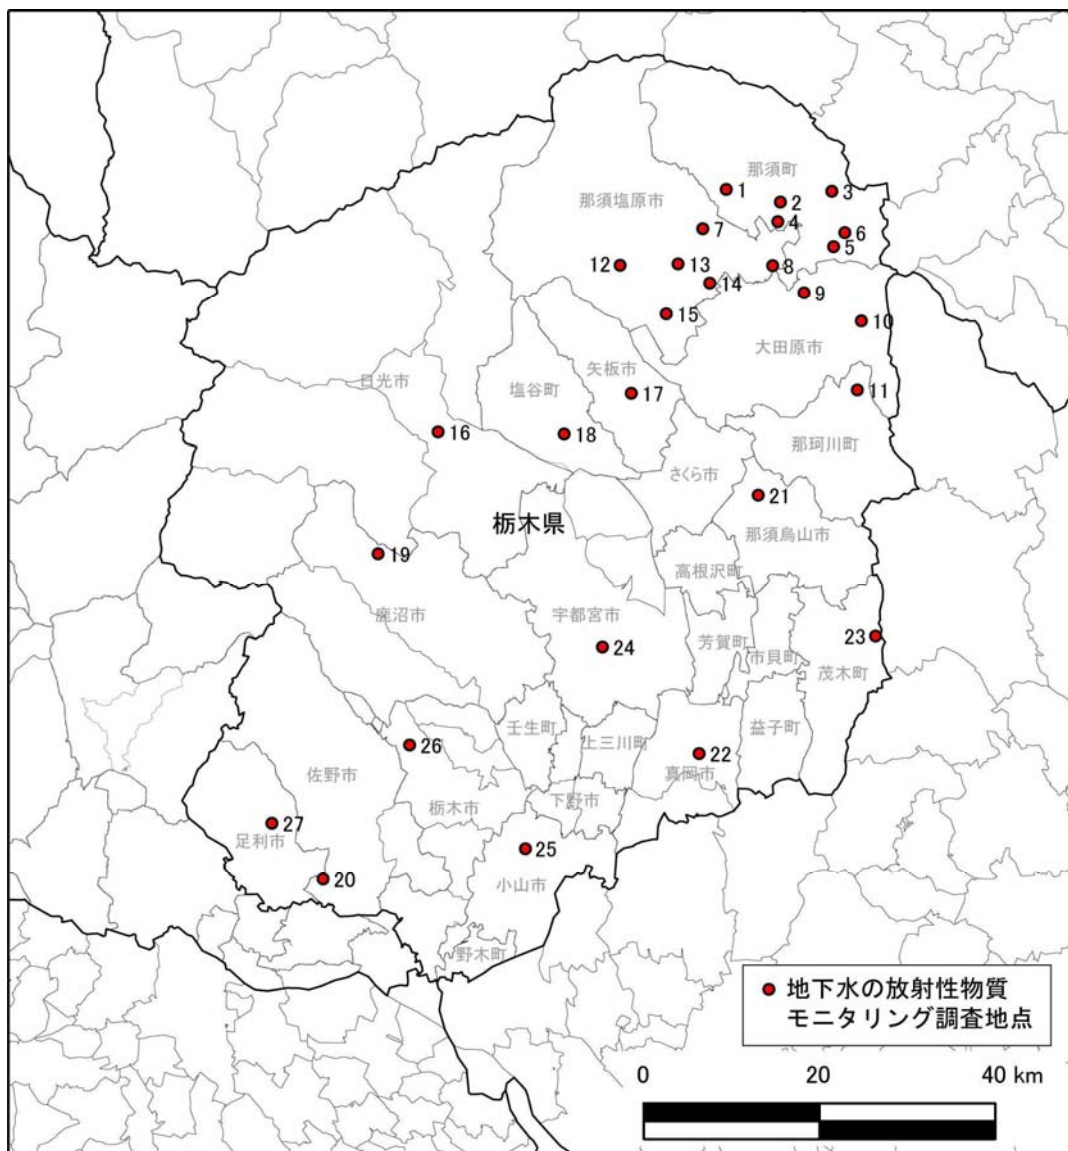 那須町
1
3
2
那須塩原市
4
7
6
5
12
13
8
14
9
15
10
大田原市
矢板市
日光市
塩谷町
17
11
16
18
那珂川町
さくら市
21
栃木県
那須烏山市
19
高根沢町
鹿沼市
宇都宮市
芳賀町
23
24
市貝町
茂木町
壬生町
益子町
26
上三川町
22
佐野市
真岡市
栃木市
下野市
27
足利市
25
20
小山市
野木町
地下水の放射性物質
モニタリング調査地点
0 20 40 km